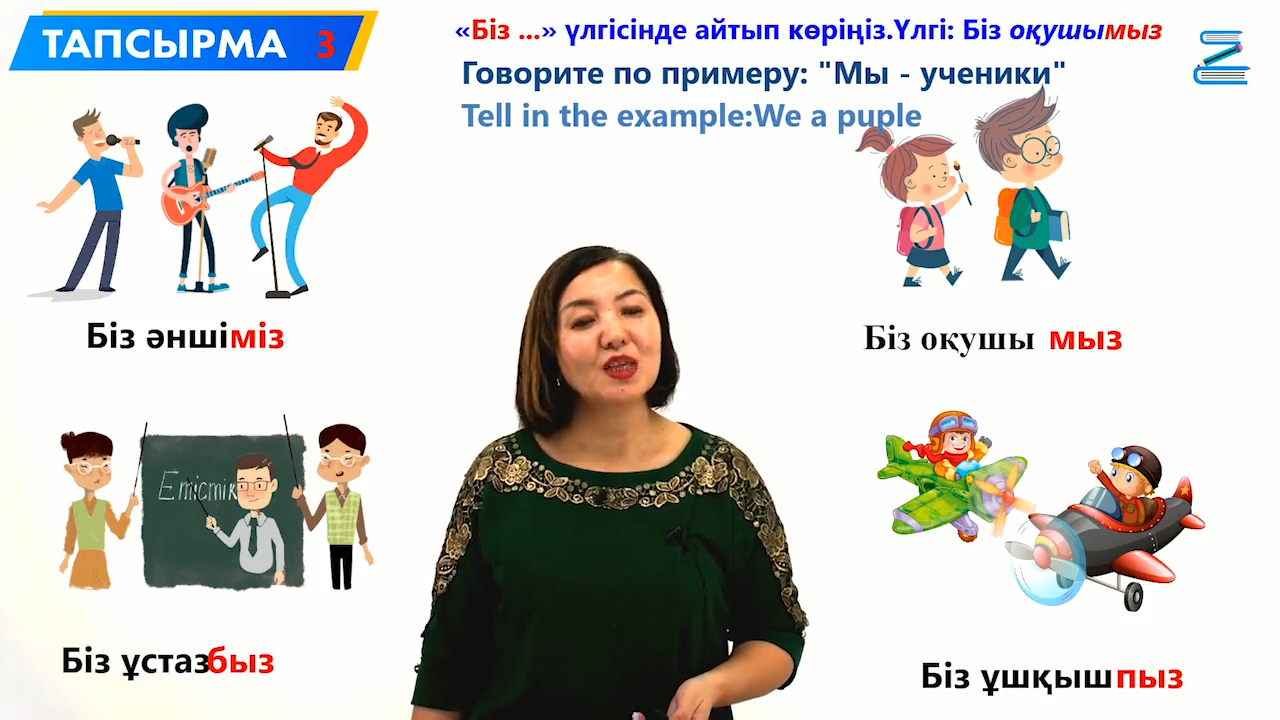 ТАПСЫРМА 3
«Біз ...» үлгісінде айтып көріңіз.Үлгі: Біз оқушымыз
Говорите по примеру: "Мы - ученики"
Tell in the example:We a puple
Біз әншіміз
Біз оқушы мыз
Етістік
Біз ұстазбыз
Біз ұшқышпыз